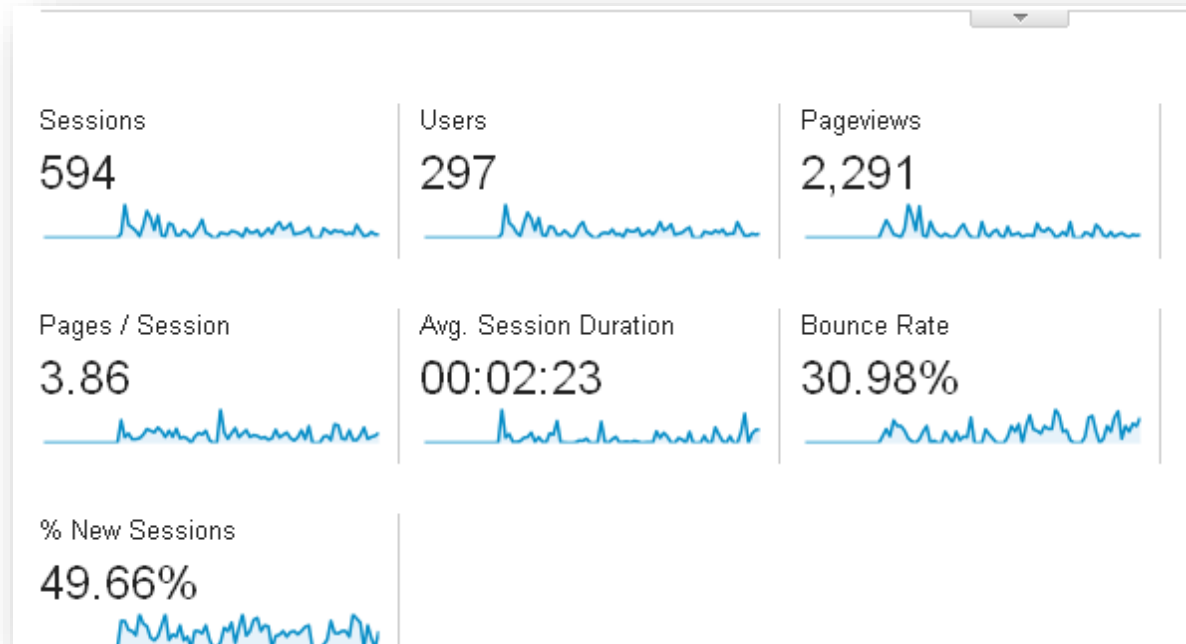 Sessions
594
Users
297
Pageviews
2,291
Pages / Session
3.86
Avg. Session Duration
00:02:23
Bounce Rate
30.98%
% New Sessions
49.66%